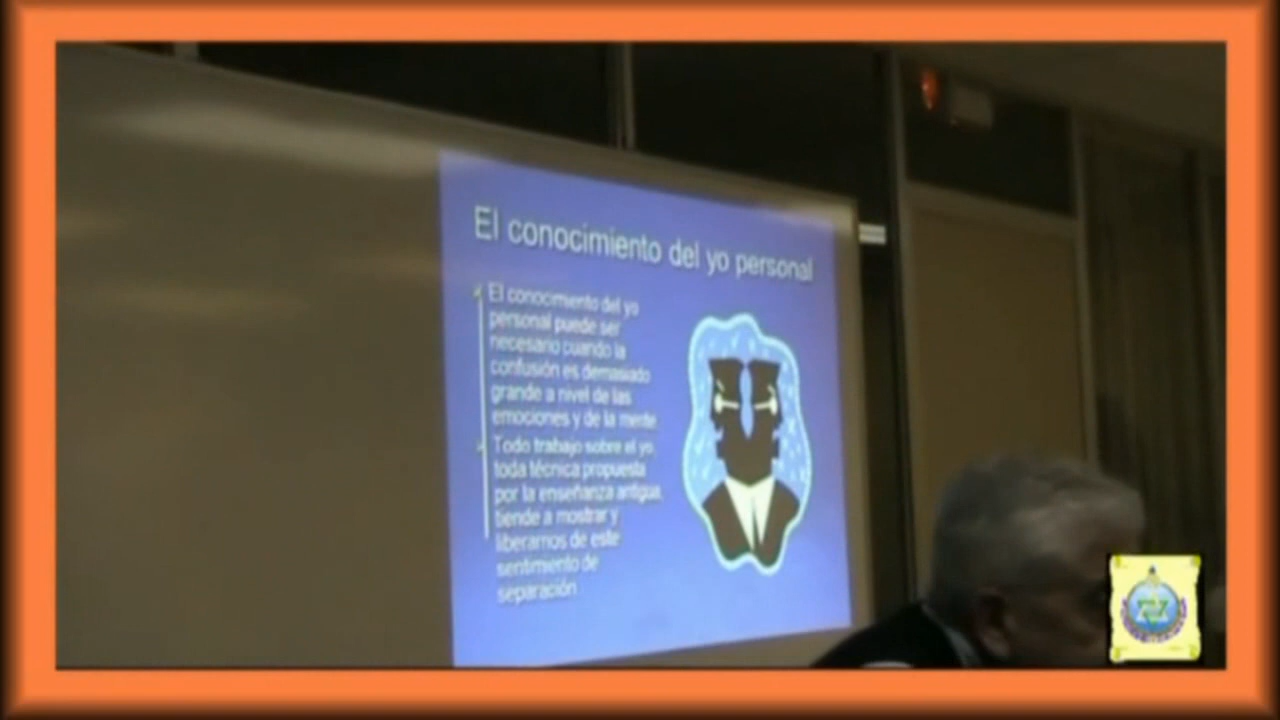 El conocimiento del yo personal
El conocimiento del yo
personal puede ser
necesario cuando la
confusión es demasiado
grande a nivel de las
emociones y de la mente.
Todo trabajo sobre el yo,
toda técnica propuesta
por la enseñanza antigua,
tiende a mostrar y
liberarnos de este
sentimiento de
separación